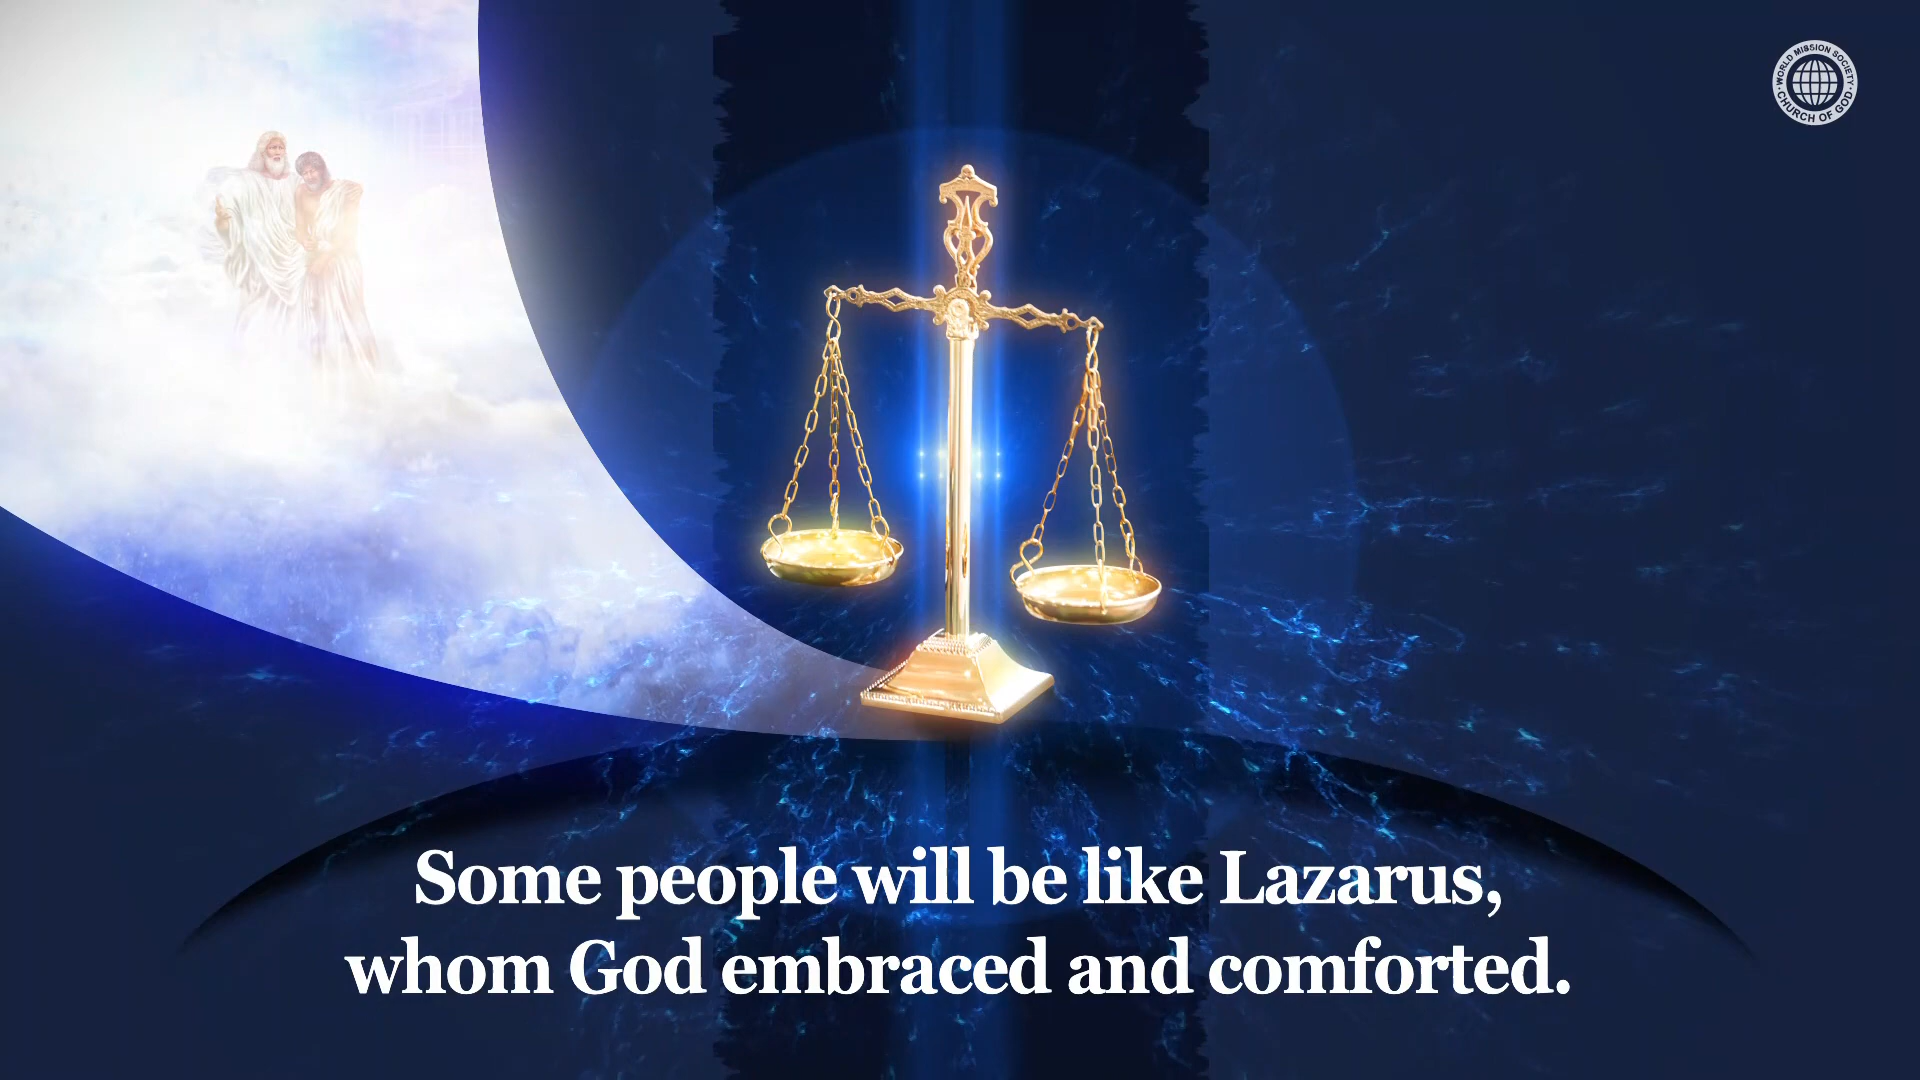 WORLD MISSION SOCIETY
CHURCH OF GOD
Some people will be like Lazarus,
whom God embraced and comforted.